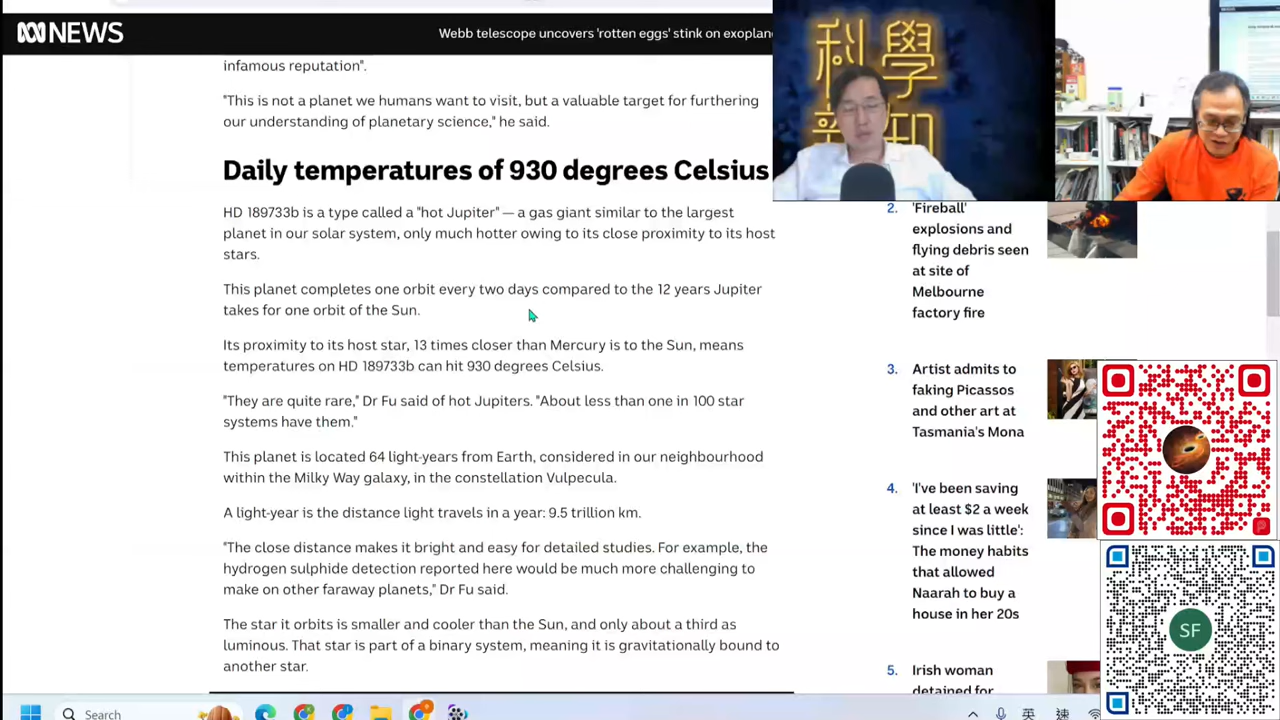 NEWS
Webb telescope uncovers 'rotten eggs' stink on exoplan
infamous reputation".
"This is not a planet we humans want to visit, but a valuable target for furthering
our understanding of planetary science," he said.
Daily temperatures of 930 degrees Celsius
HD 189733b is a type called a "hot Jupiter" — a gas giant similar to the largest
planet in our solar system, only much hotter owing to its close proximity to its host
stars.
This planet completes one orbit every two days compared to the 12 years Jupiter
takes for one orbit of the Sun.
Its proximity to its host star, 13 times closer than Mercury is to the Sun, means
temperatures on HD 189733b can hit 930 degrees Celsius.
"They are quite rare," Dr Fu said of hot Jupiters. "About less than one in 100 star
systems have them."
This planet is located 64 light-years from Earth, considered in our neighbourhood
within the Milky Way galaxy, in the constellation Vulpecula.
A light-year is the distance light travels in a year: 9.5 trillion km.
"The close distance makes it bright and easy for detailed studies. For example, the
hydrogen sulphide detection reported here would be much more challenging to
make on other faraway planets," Dr Fu said.
The star it orbits is smaller and cooler than the Sun, and only about a third as
luminous. That star is part of a binary system, meaning it is gravitationally bound to
another star.
科學
新知
2. 'Fireball'
explosions and
flying debris seen
at site of
Melbourne
factory fire
3. Artist admits to
faking Picassos
and other art at
Tasmania's Mona
4. 'I've been saving
at least $2 a week
since I was little':
The money habits
that allowed
Naarah to buy a
house in her 20s
5. Irish woman
detained for
SF
Search
英
速